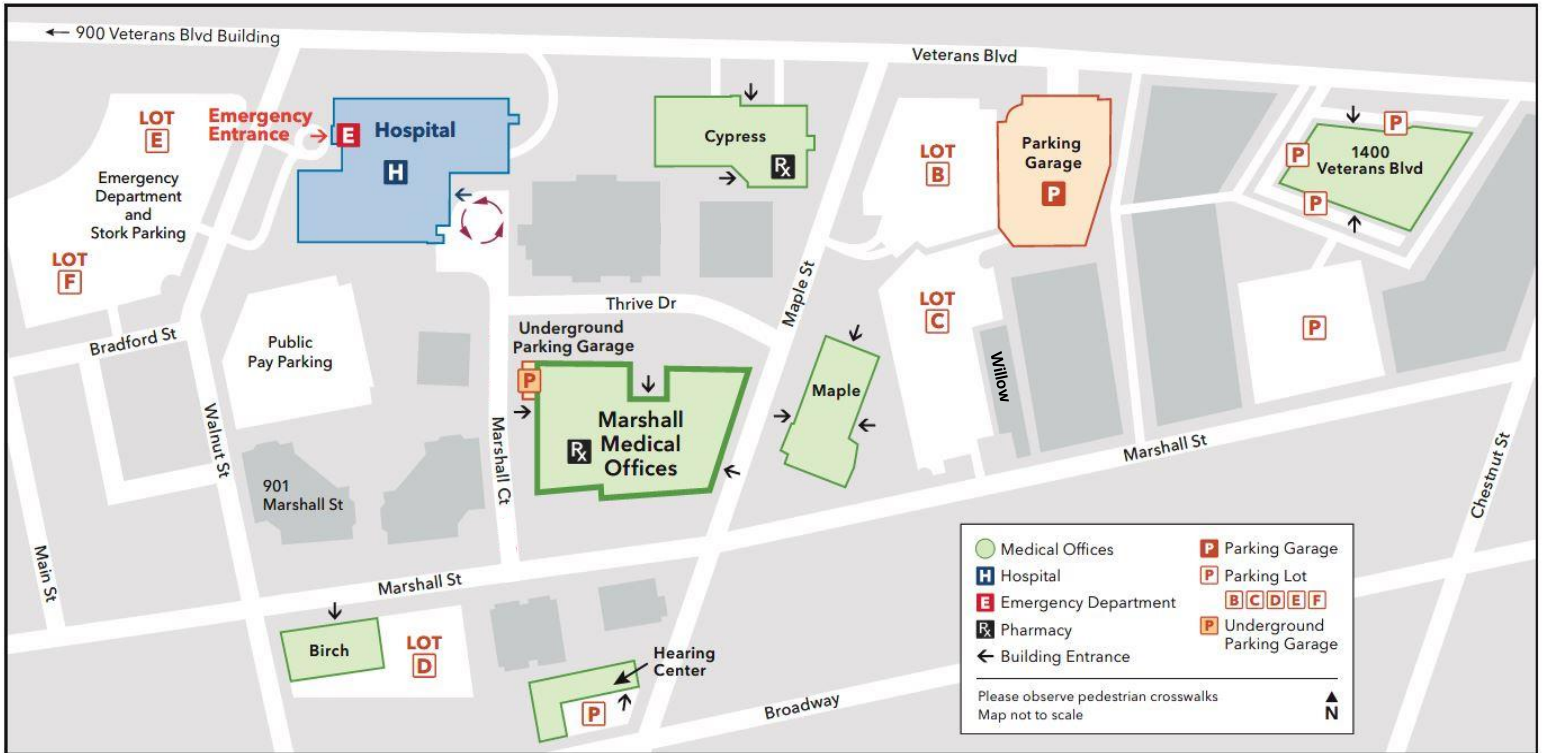 ← 900 Veterans Blvd Building
Veterans Blvd
LOT
E
Emergency
Entrance
E
Hospital
H
Emergency
Department
and
Stork Parking
LOT
F
Cypress
Rx
LOT
B
Parking
Garage
P
P
P
1400
Veterans Blvd
P
Bradford St
Public
Pay Parking
Thrive Dr
Maple St
LOT
C
P
Underground
Parking Garage
P
Marshall
Medical
Offices
Rx
Maple
Willow
Walnut St
Marshall Ct
Marshall St
Chestnut St
901
Marshall St
Main St
Marshall St
Birch
LOT
D
Hearing
Center
P
Broadway
Medical Offices
H Hospital
E Emergency Department
Rx Pharmacy
← Building Entrance
P Parking Garage
P Parking Lot
B C D E F
P Underground
Parking Garage
Please observe pedestrian crosswalks
Map not to scale
▲
N